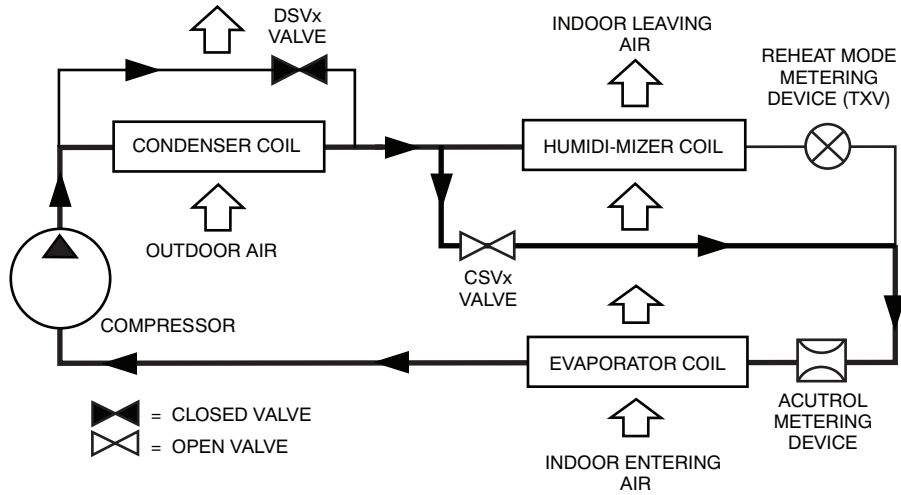 DSVx
VALVE
INDOOR LEAVING
AIR
REHEAT MODE
METERING
DEVICE (TXV)
CONDENSER COIL
HUMIDI-MIZER COIL
OUTDOOR AIR
CSVx
VALVE
COMPRESSOR
EVAPORATOR COIL
= CLOSED VALVE
= OPEN VALVE
ACUTROL
METERING
DEVICE
INDOOR ENTERING
AIR